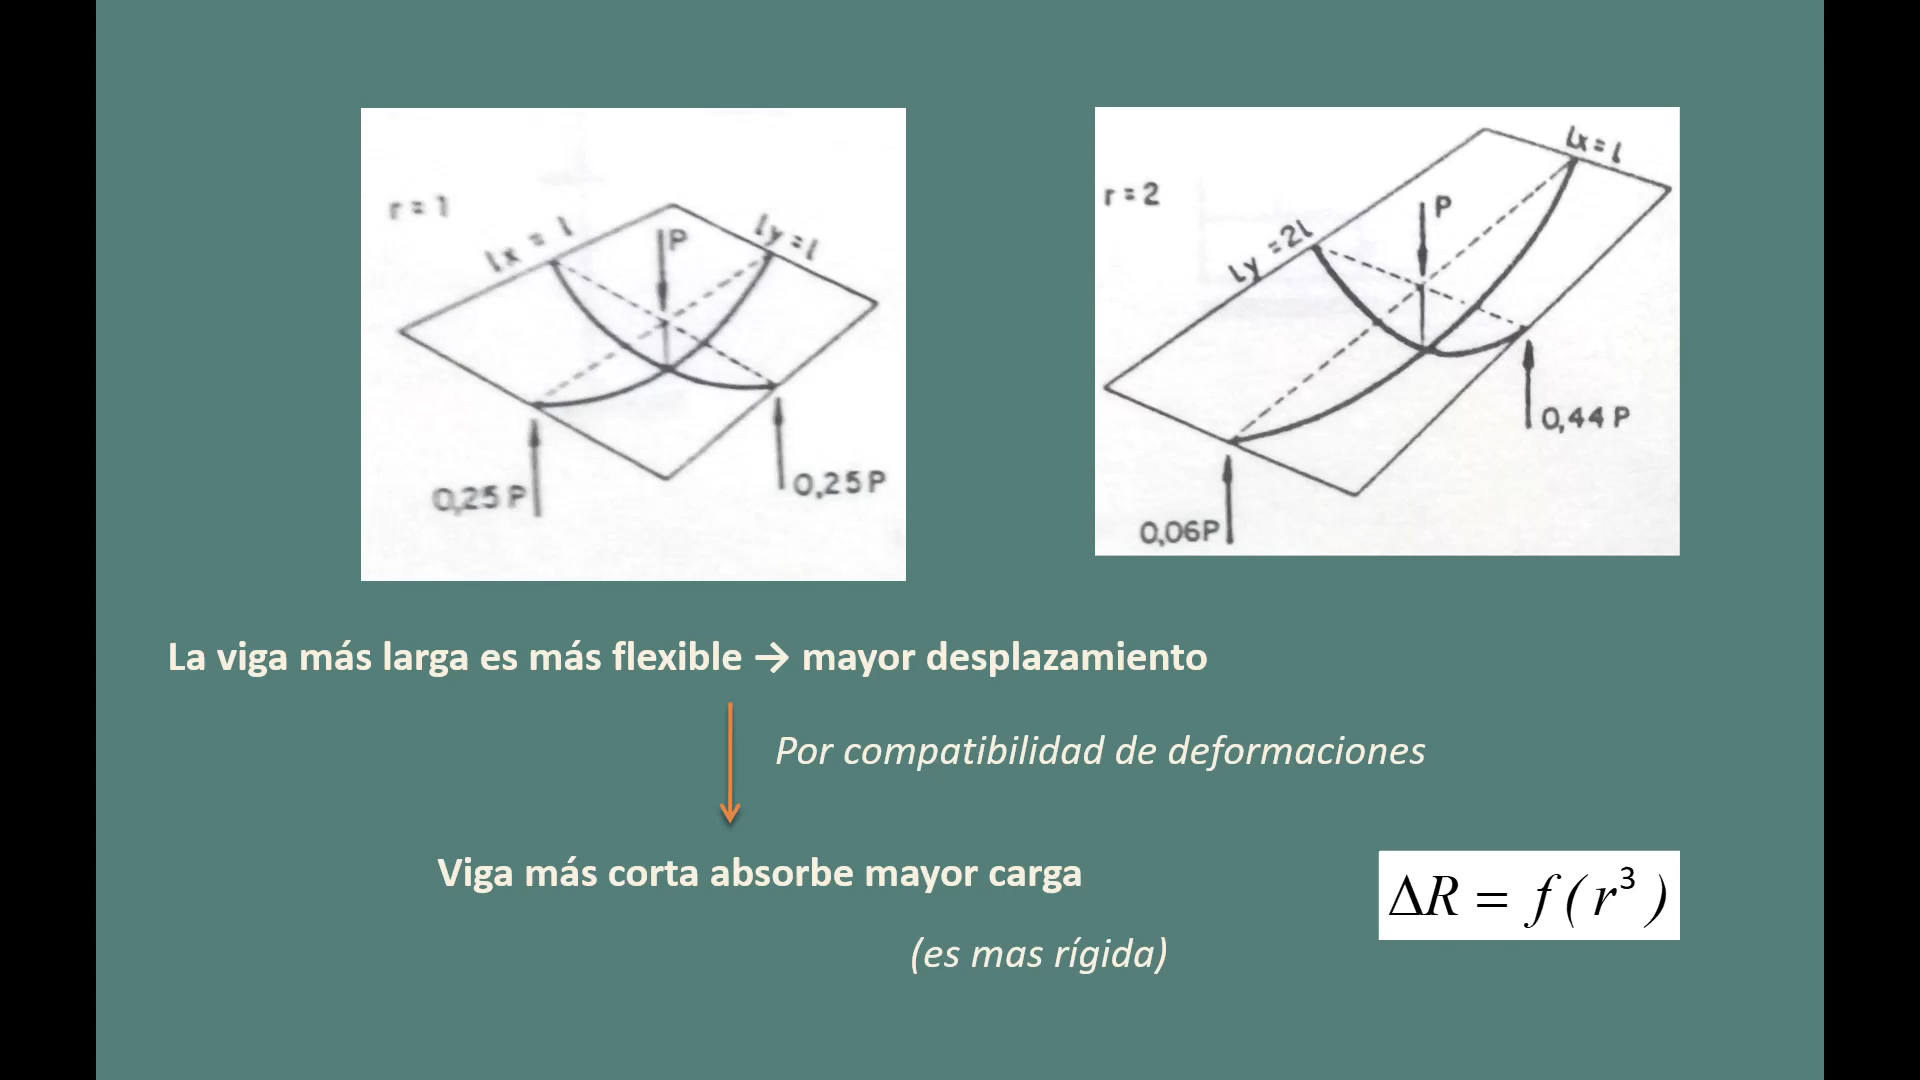 r = 1
lx = l
P
ly = l
0,25 P
0,25 P
r = 2
lx = l
P
ly = 2l
0,44 P
0,06P
La viga más larga es más flexible → mayor desplazamiento
Por compatibilidad de deformaciones
Viga más corta absorbe mayor carga
(es mas rígida)
ΔR = f(r³)